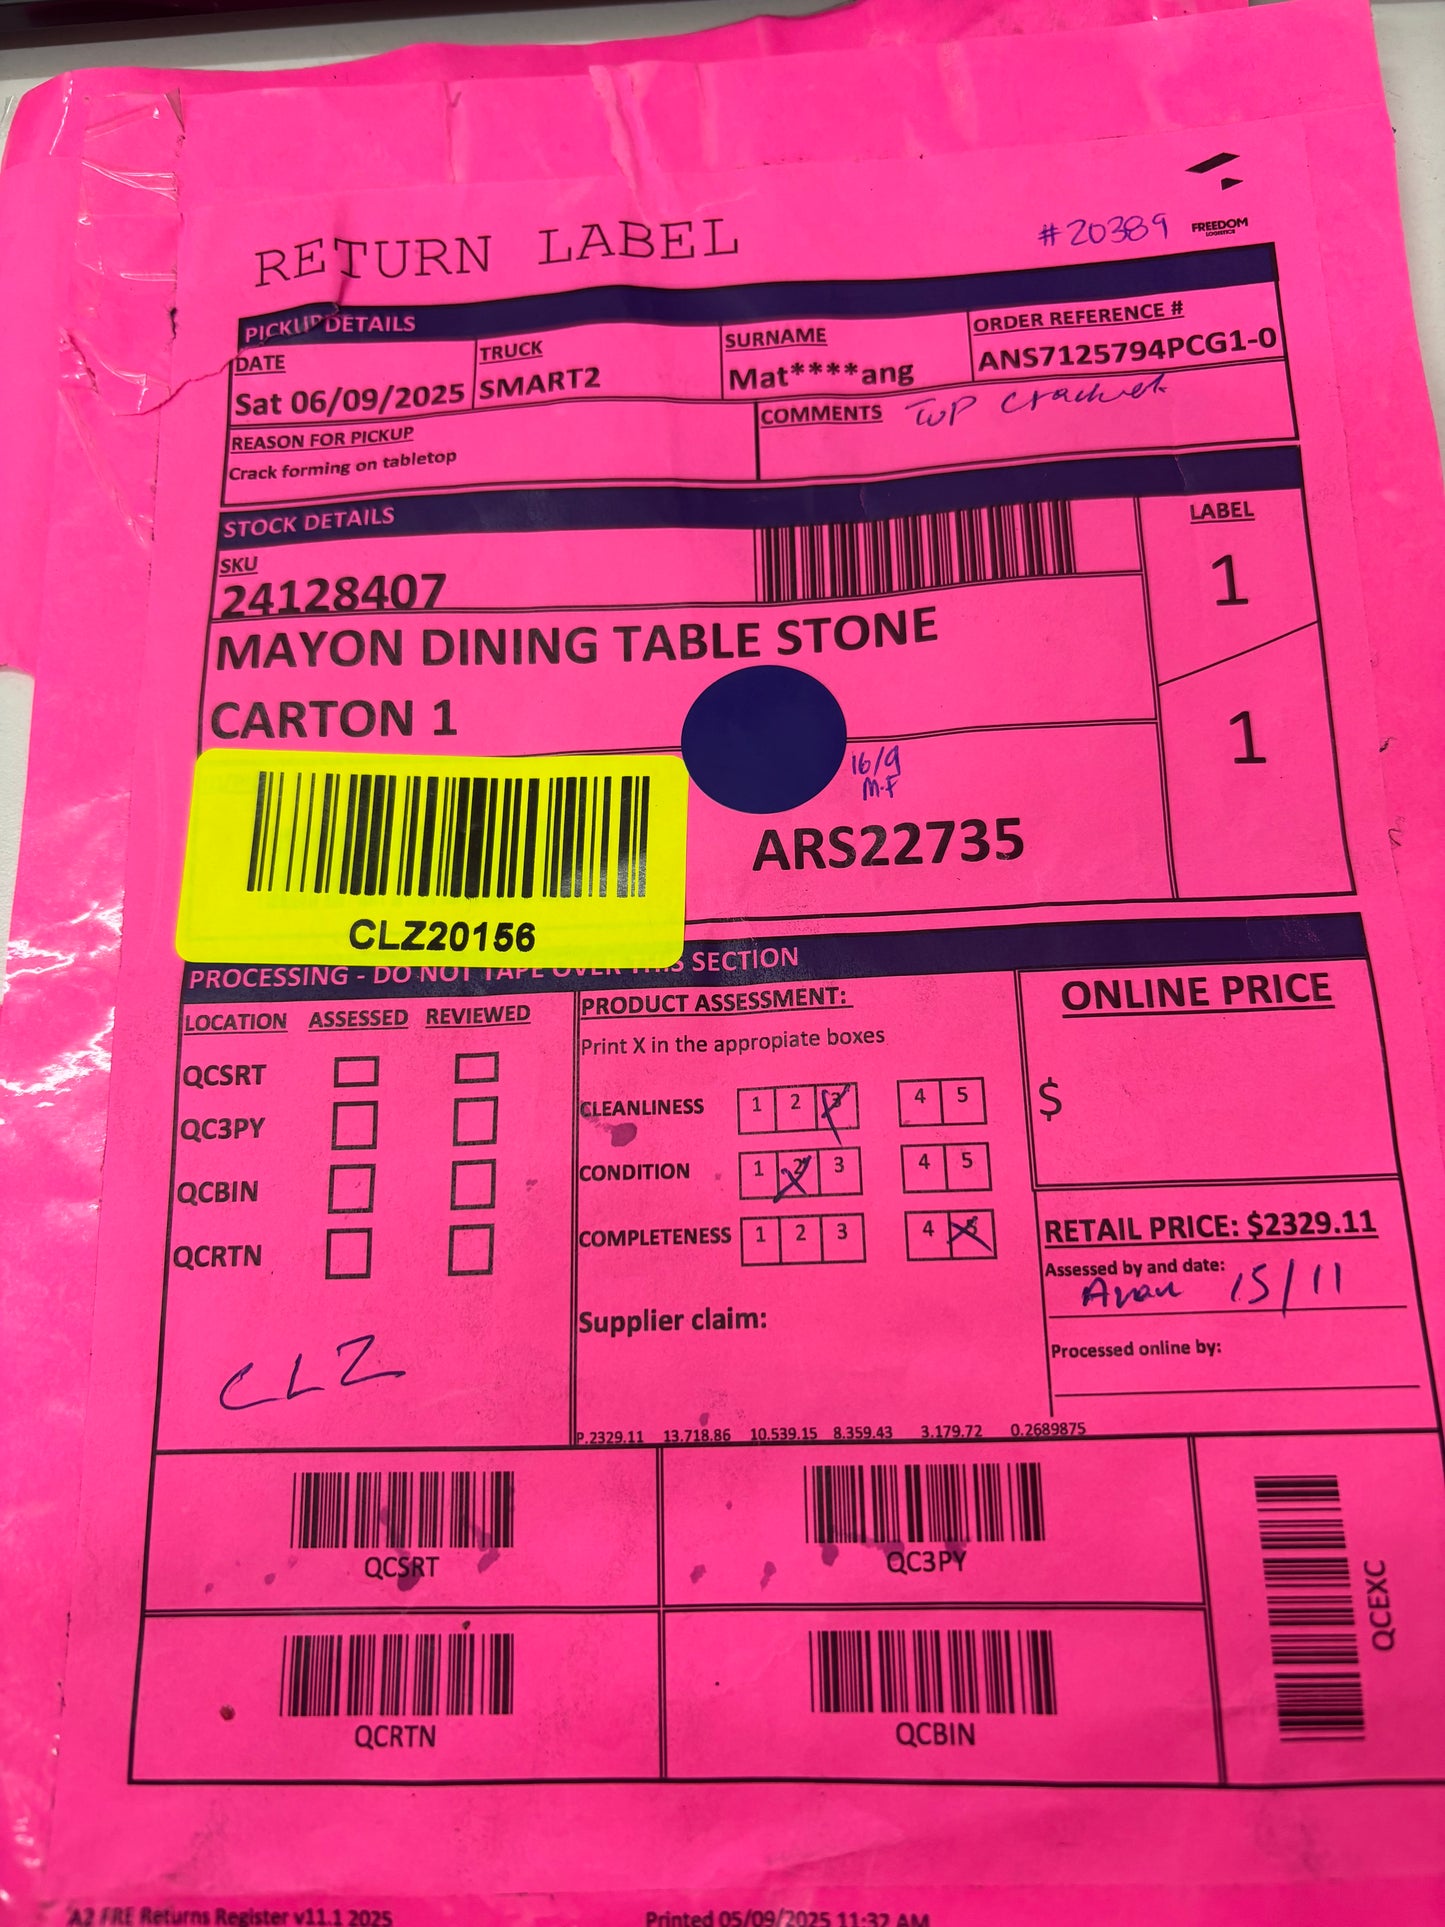 RETURN LABEL
#20389
FREEDOM
LOGISTICS
PICKUP DETAILS
DATE
Sat 06/09/2025
TRUCK
SMART2
SURNAME
Mat****ang
ORDER REFERENCE #
ANS7125794PCG1-0
REASON FOR PICKUP
Crack forming on tabletop
COMMENTS Top cracked
STOCK DETAILS
SKU
24128407
LABEL
1
1
MAYON DINING TABLE STONE
CARTON 1
16/9
M.F
ARS22735
CLZ20156
PROCESSING - DO NOT TAPE OVER THIS SECTION
LOCATION ASSESSED REVIEWED
QCSRT
QC3PY
QCBIN
QCRTN
CLZ
PRODUCT ASSESSMENT:
Print X in the appropiate boxes
CLEANLINESS 1 2 3 4 5
CONDITION 1 2 3 4 5
COMPLETENESS 1 2 3 4 5
Supplier claim:
P.2329.11 13.718.86 10.539.15 8.359.43 3.179.72 0.2689875
ONLINE PRICE
$
RETAIL PRICE: $2329.11
Assessed by and date:
15/11
Processed online by:
QCSRT
QC3PY
QCEXC
QCRTN
QCBIN
A2 FRE Returns Register v11.1 2025
Printed 05/09/2025 11:32 AM